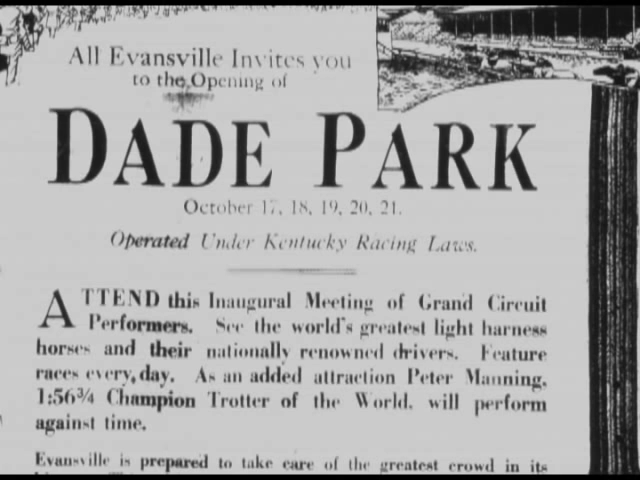 All Evansville Invites you
to the Opening of
DADE PARK
October 17, 18, 19, 20, 21.
Operated Under Kentucky Racing Laws.
ATTEND this Inaugural Meeting of Grand Circuit
Performers. See the world's greatest light harness
horses and their nationally renowned drivers. Feature
races every day. As an added attraction Peter Manning,
1:56¾ Champion Trotter of the World, will perform
against time.
Evansville is prepared to take care of the greatest crowd in its